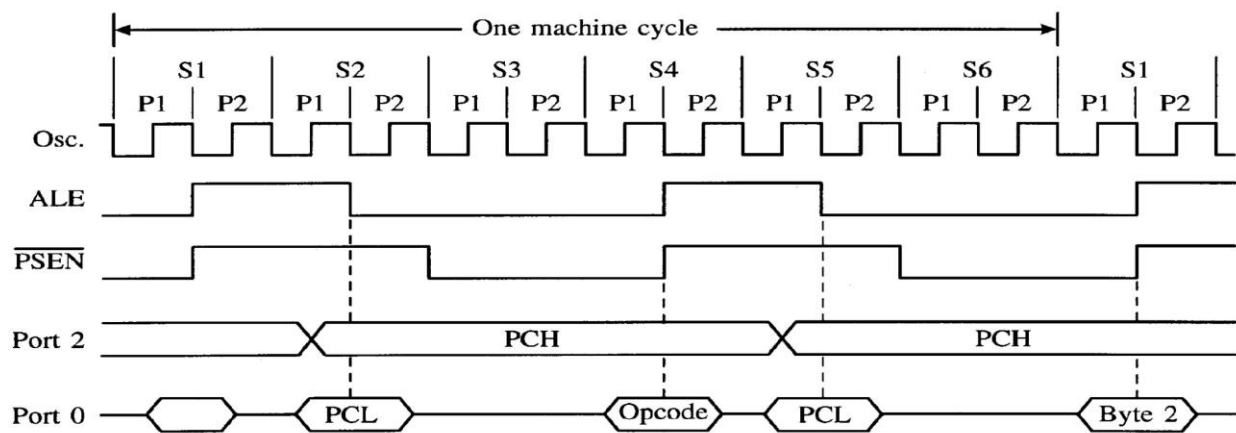 One machine cycle
S1 S2 S3 S4 S5 S6 S1
P1 P2 P1 P2 P1 P2 P1 P2 P1 P2 P1 P2 P1 P2
Osc.
ALE
PSEN
Port 2 PCH PCH
Port 0 PCL Opcode PCL Byte 2